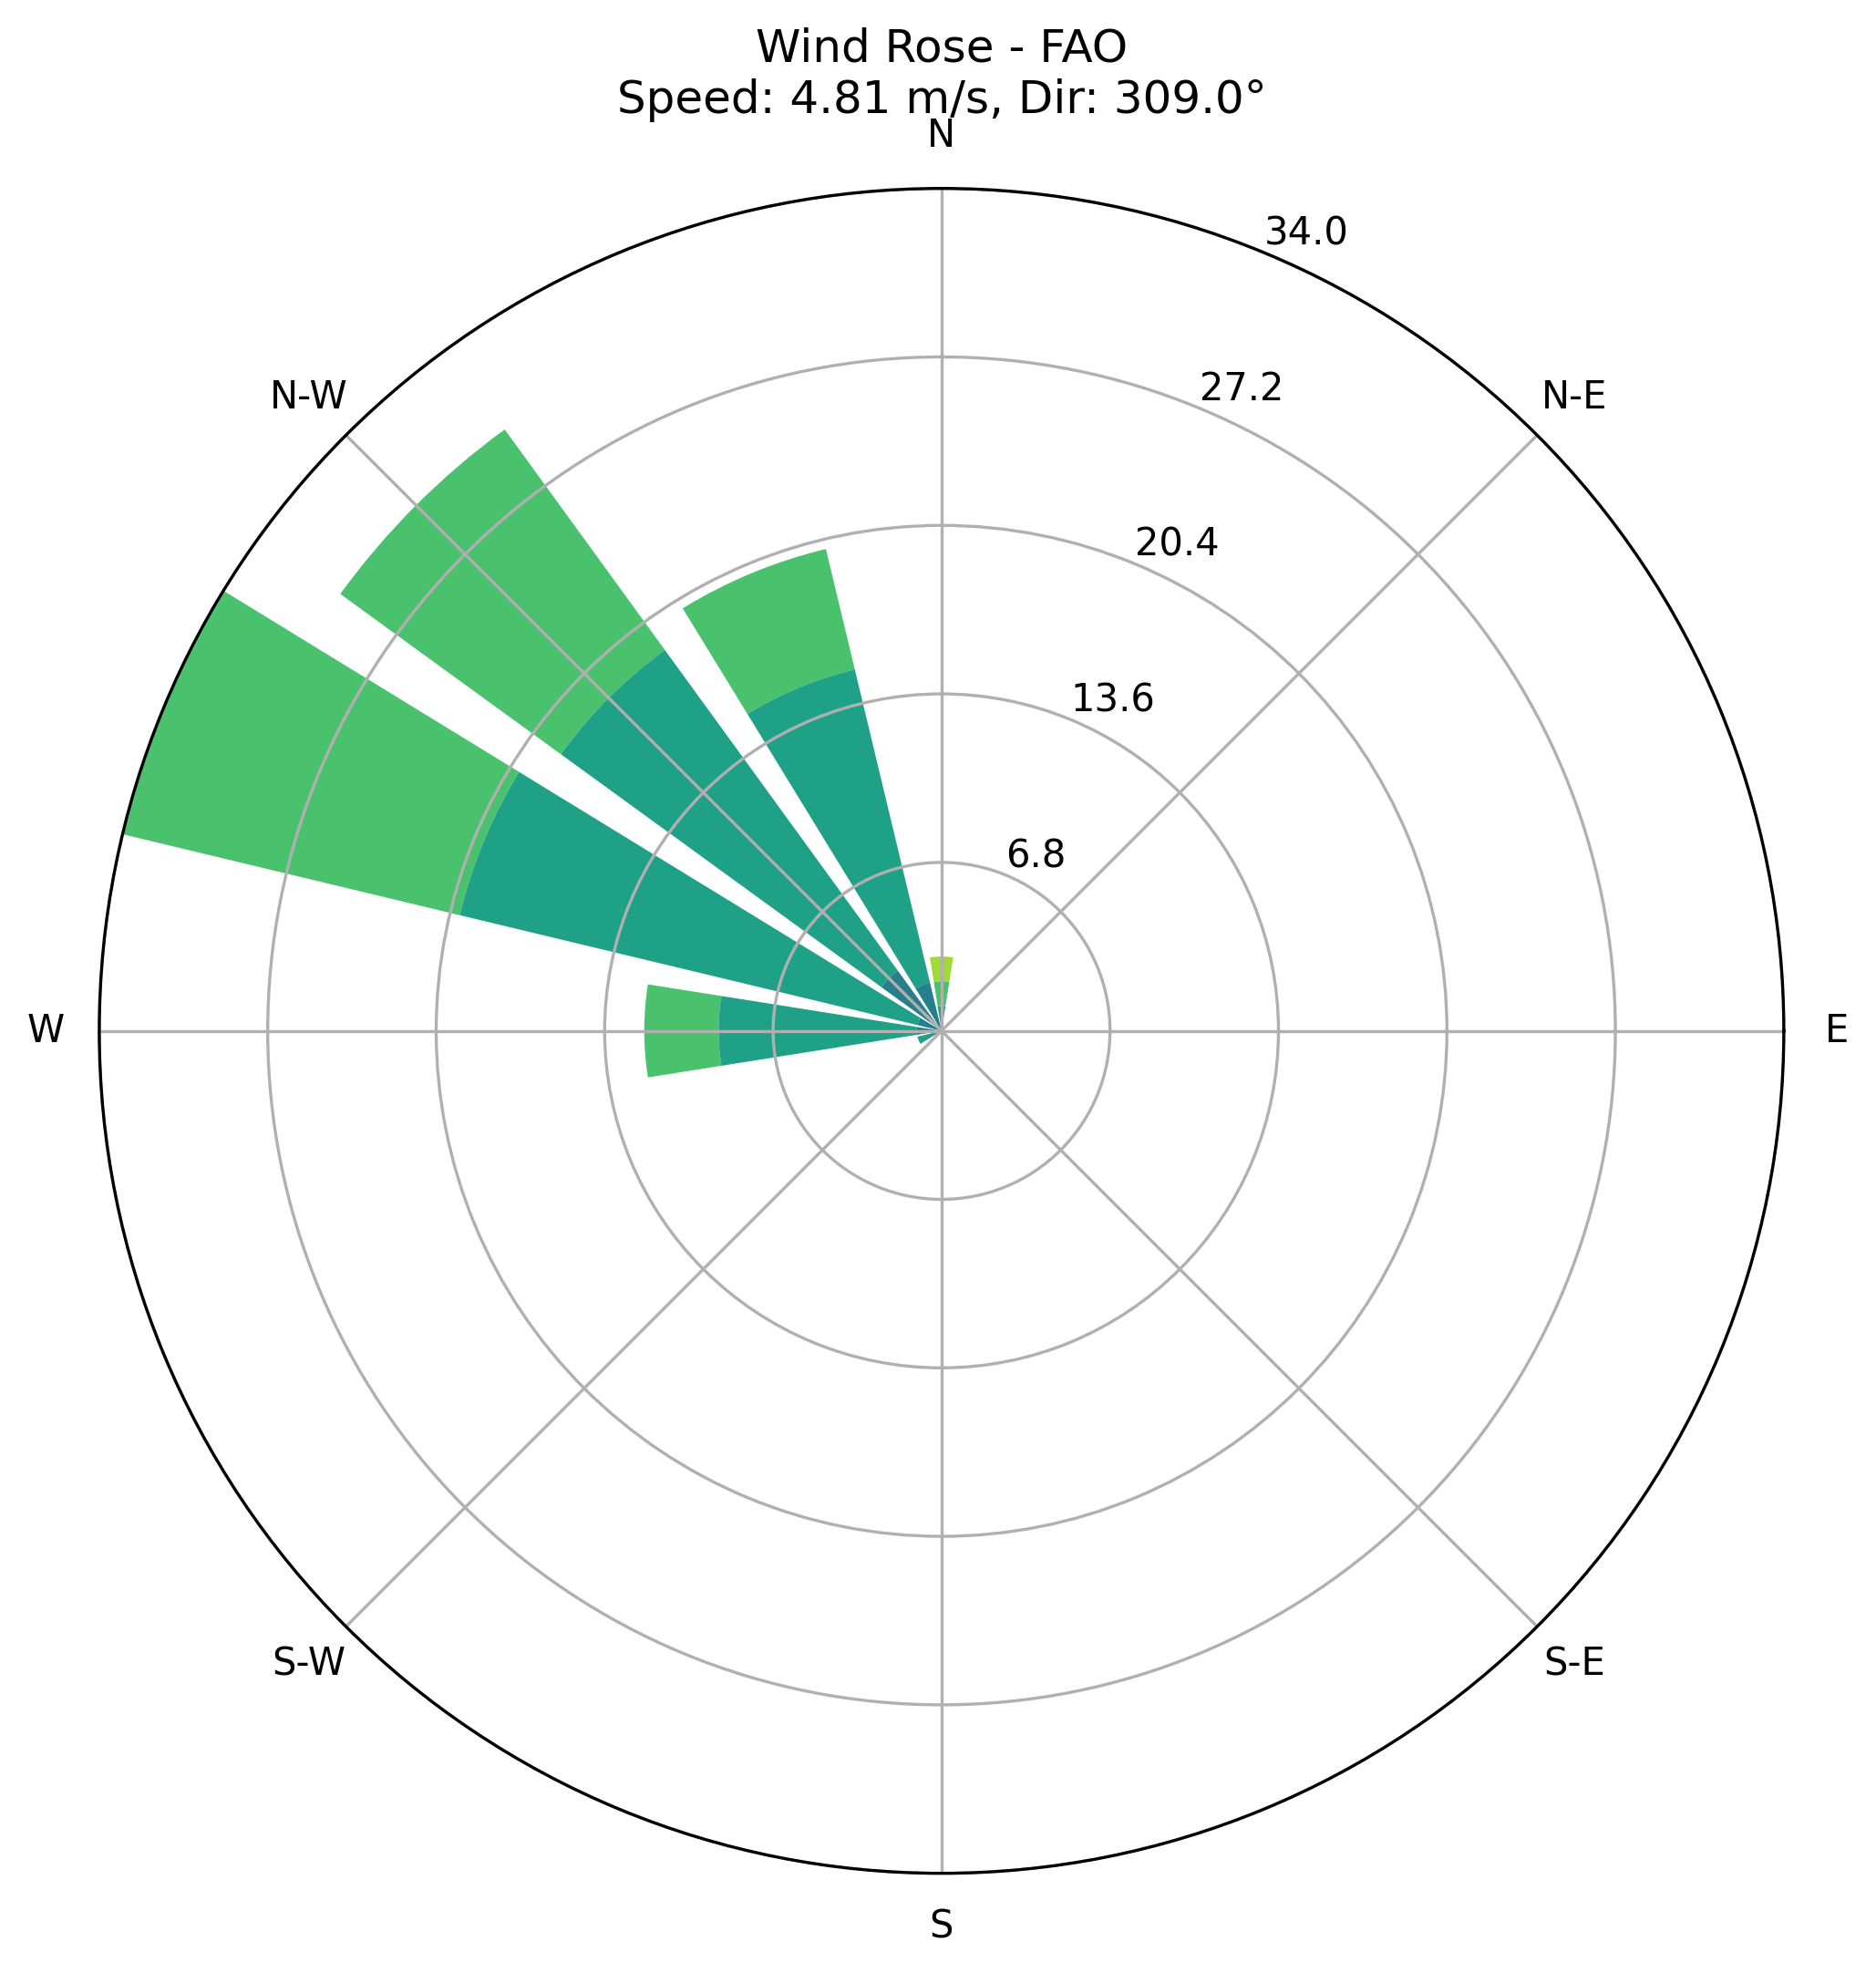 Wind Rose - FAO
Speed: 4.81 m/s, Dir: 309.0°
N
34.0
27.2
N-W
N-E
20.4
13.6
6.8
W
E
S-W
S-E
S